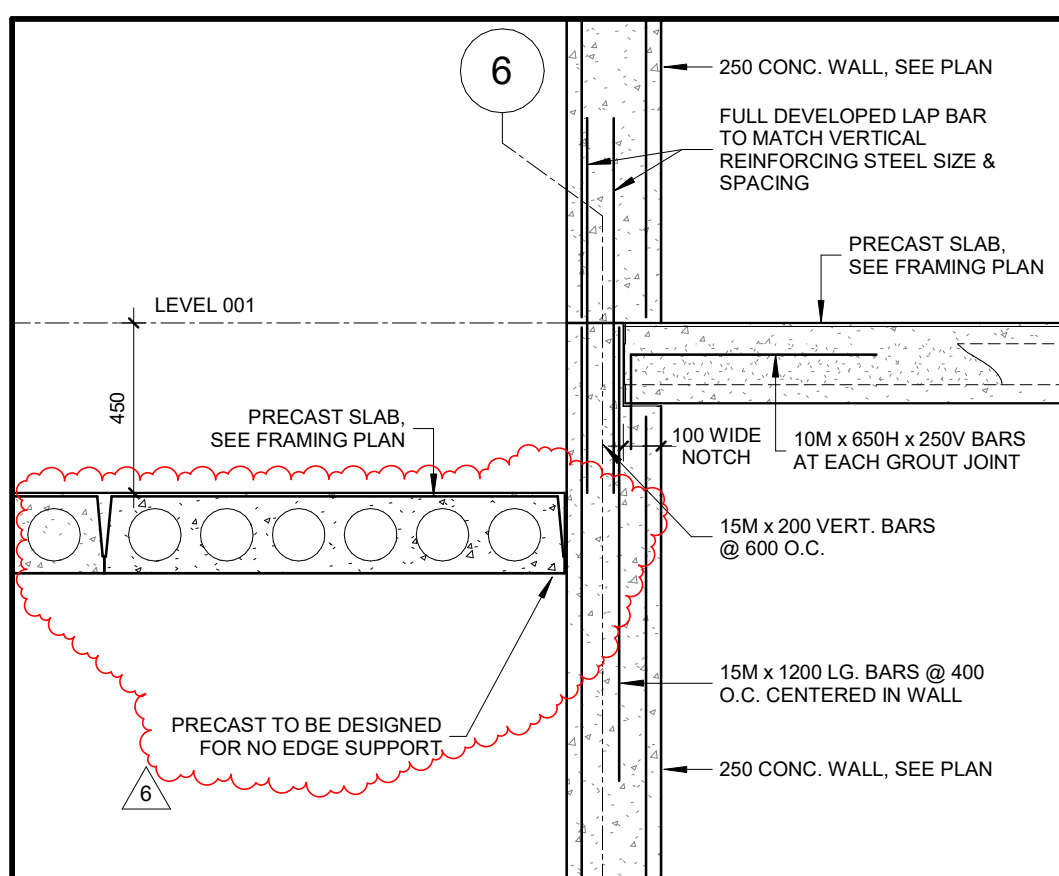 6
250 CONC. WALL, SEE PLAN
FULL DEVELOPED LAP BAR
TO MATCH VERTICAL
REINFORCING STEEL SIZE &
SPACING
PRECAST SLAB,
SEE FRAMING PLAN
LEVEL 001
450
PRECAST SLAB,
SEE FRAMING PLAN
100 WIDE
NOTCH
10M x 650H x 250V BARS
AT EACH GROUT JOINT
15M x 200 VERT. BARS
@ 600 O.C.
15M x 1200 LG. BARS @ 400
O.C. CENTERED IN WALL
PRECAST TO BE DESIGNED
FOR NO EDGE SUPPORT
250 CONC. WALL, SEE PLAN
6